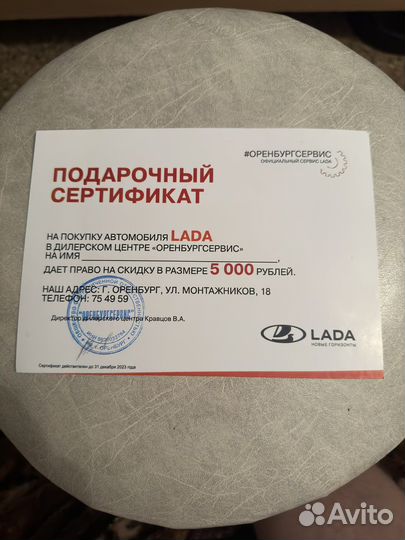 #ОРЕНБУРГСЕРВИС
ОФИЦИАЛЬНЫЙ СЕРВИС LADA
ПОДАРОЧНЫЙ
СЕРТИФИКАТ
НА ПОКУПКУ АВТОМОБИЛЯ LADA
В ДИЛЕРСКОМ ЦЕНТРЕ «ОРЕНБУРГСЕРВИС»
НА ИМЯ
ДАЕТ ПРАВО НА СКИДКУ В РАЗМЕРЕ 5 000 РУБЛЕЙ.
НАШ АДРЕС: Г. ОРЕНБУРГ, УЛ. МОНТАЖНИКОВ, 18
ТЕЛЕФОН: 75 49 59
"ОРЕНБУРГСЕРВИС"
Директор дилерского центра Кравцов В.А.
LADA
НОВЫЕ ГОРИЗОНТЫ
Сертификат действителен до 31 декабря 2023 года
Avito